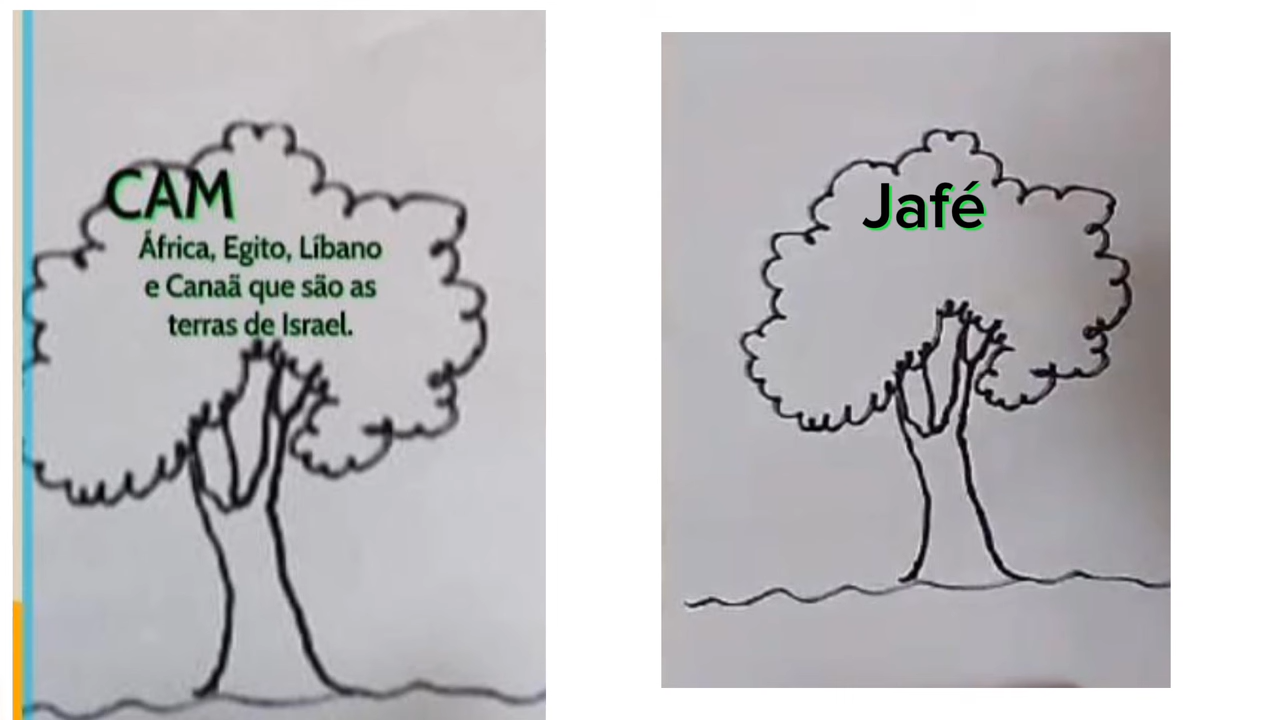 CAM
África, Egito, Líbano
e Canaã que são as
terras de Israel.
Jafé